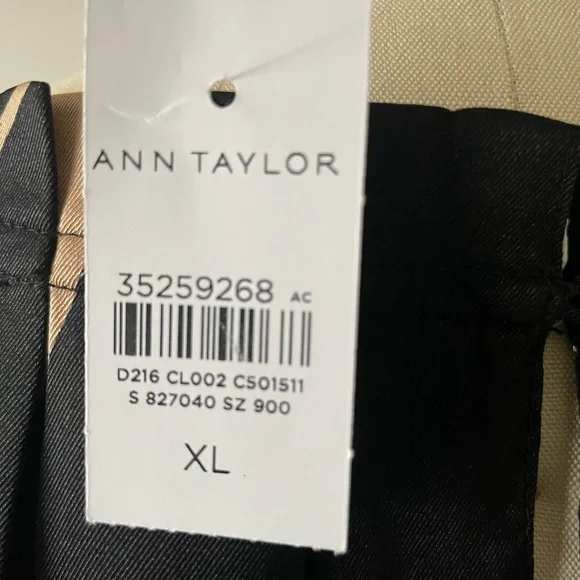 ANN TAYLOR
35259268 AC
D216 CL002 C501511
S 827040 SZ 900
XL